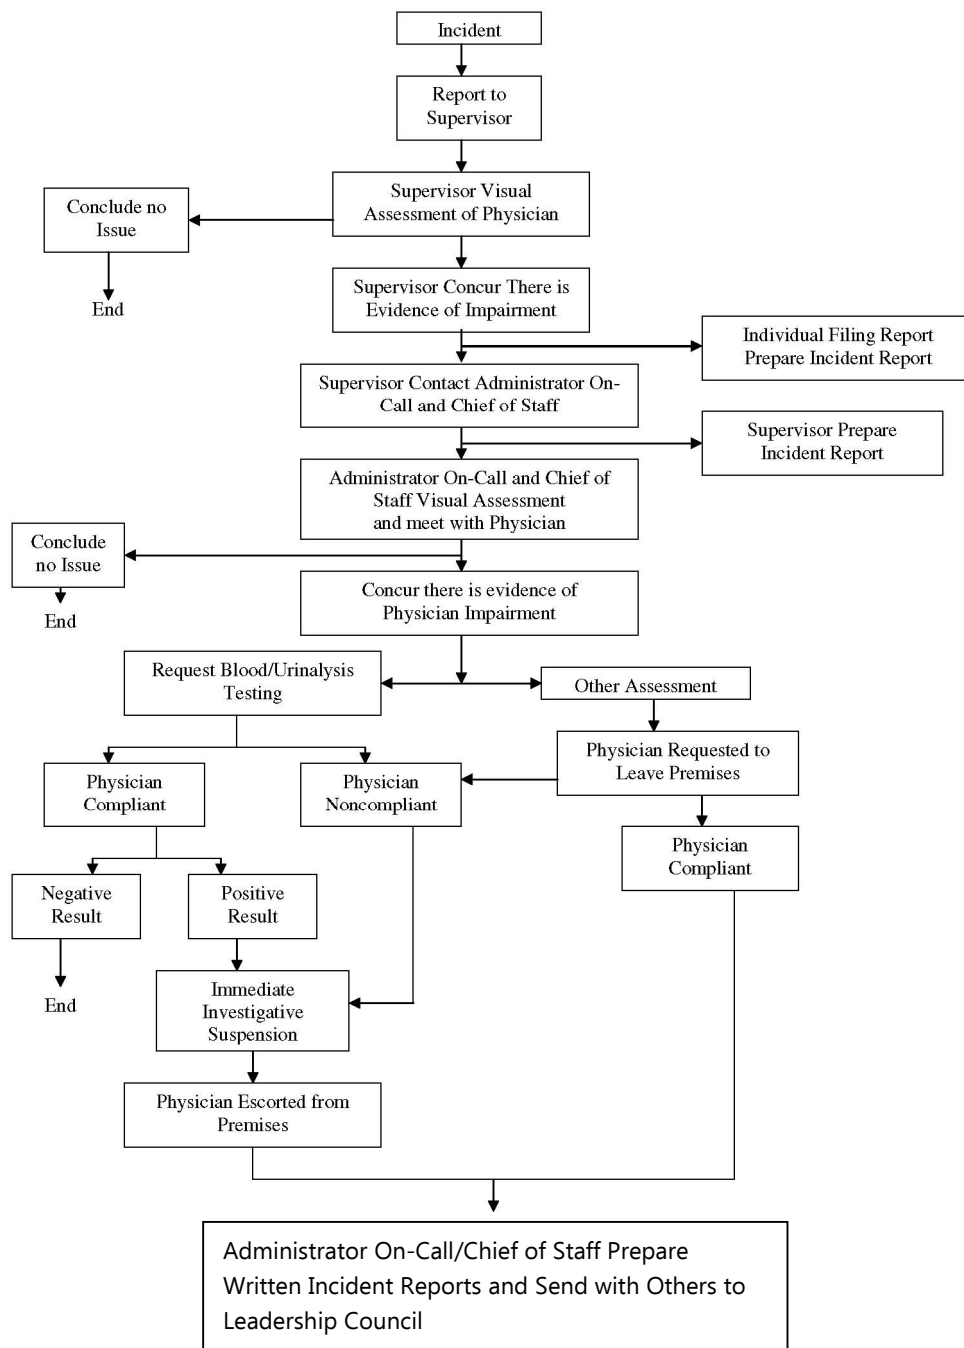 Incident
Report to
Supervisor
Supervisor Visual
Assessment of Physician
Conclude no
Issue
End
Supervisor Concur There is
Evidence of Impairment
Individual Filing Report
Prepare Incident Report
Supervisor Contact Administrator On-
Call and Chief of Staff
Supervisor Prepare
Incident Report
Administrator On-Call and Chief of
Staff Visual Assessment
and meet with Physician
Conclude
no Issue
End
Concur there is evidence of
Physician Impairment
Request Blood/Urinalysis
Testing
Other Assessment
Physician Requested to
Leave Premises
Physician
Compliant
Physician
Noncompliant
Physician
Compliant
Negative
Result
Positive
Result
End
Immediate
Investigative
Suspension
Physician Escorted from
Premises
Administrator On-Call/Chief of Staff Prepare
Written Incident Reports and Send with Others to
Leadership Council